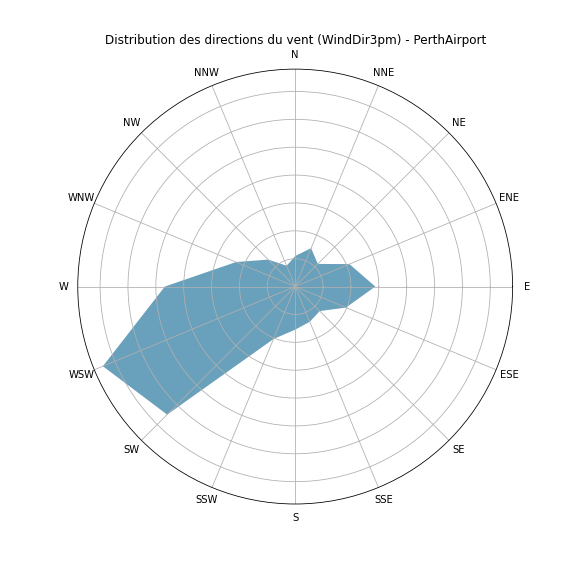 Distribution des directions du vent (WindDir3pm) - PerthAirport
N
NNW
NNE
NW
NE
WNW
ENE
W
E
WSW
ESE
SW
SE
SSW
SSE
S